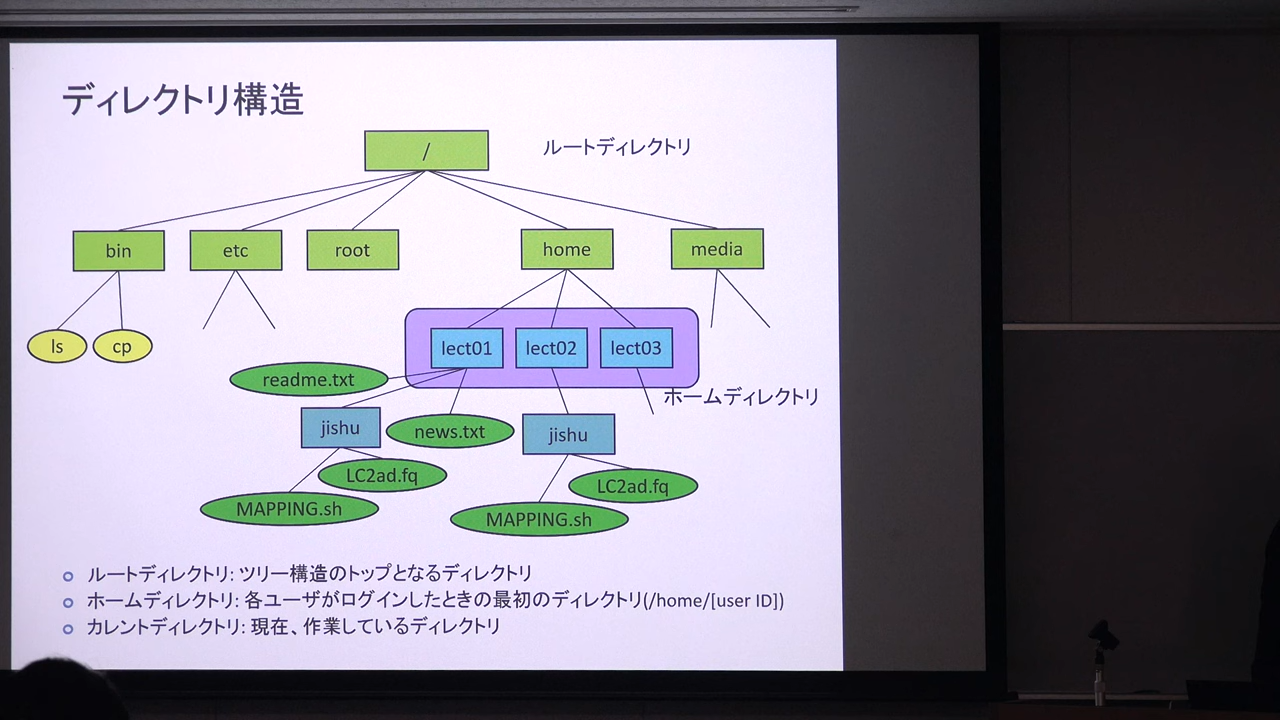 ディレクトリ構造
/
ルートディレクトリ
bin
etc
root
home
media
ls
cp
lect01
lect02
lect03
readme.txt
ホームディレクトリ
jishu
news.txt
jishu
LC2ad.fq
LC2ad.fq
MAPPING.sh
MAPPING.sh
ルートディレクトリ: ツリー構造のトップとなるディレクトリ
ホームディレクトリ: 各ユーザがログインしたときの最初のディレクトリ(/home/[user ID])
カレントディレクトリ: 現在、作業しているディレクトリ